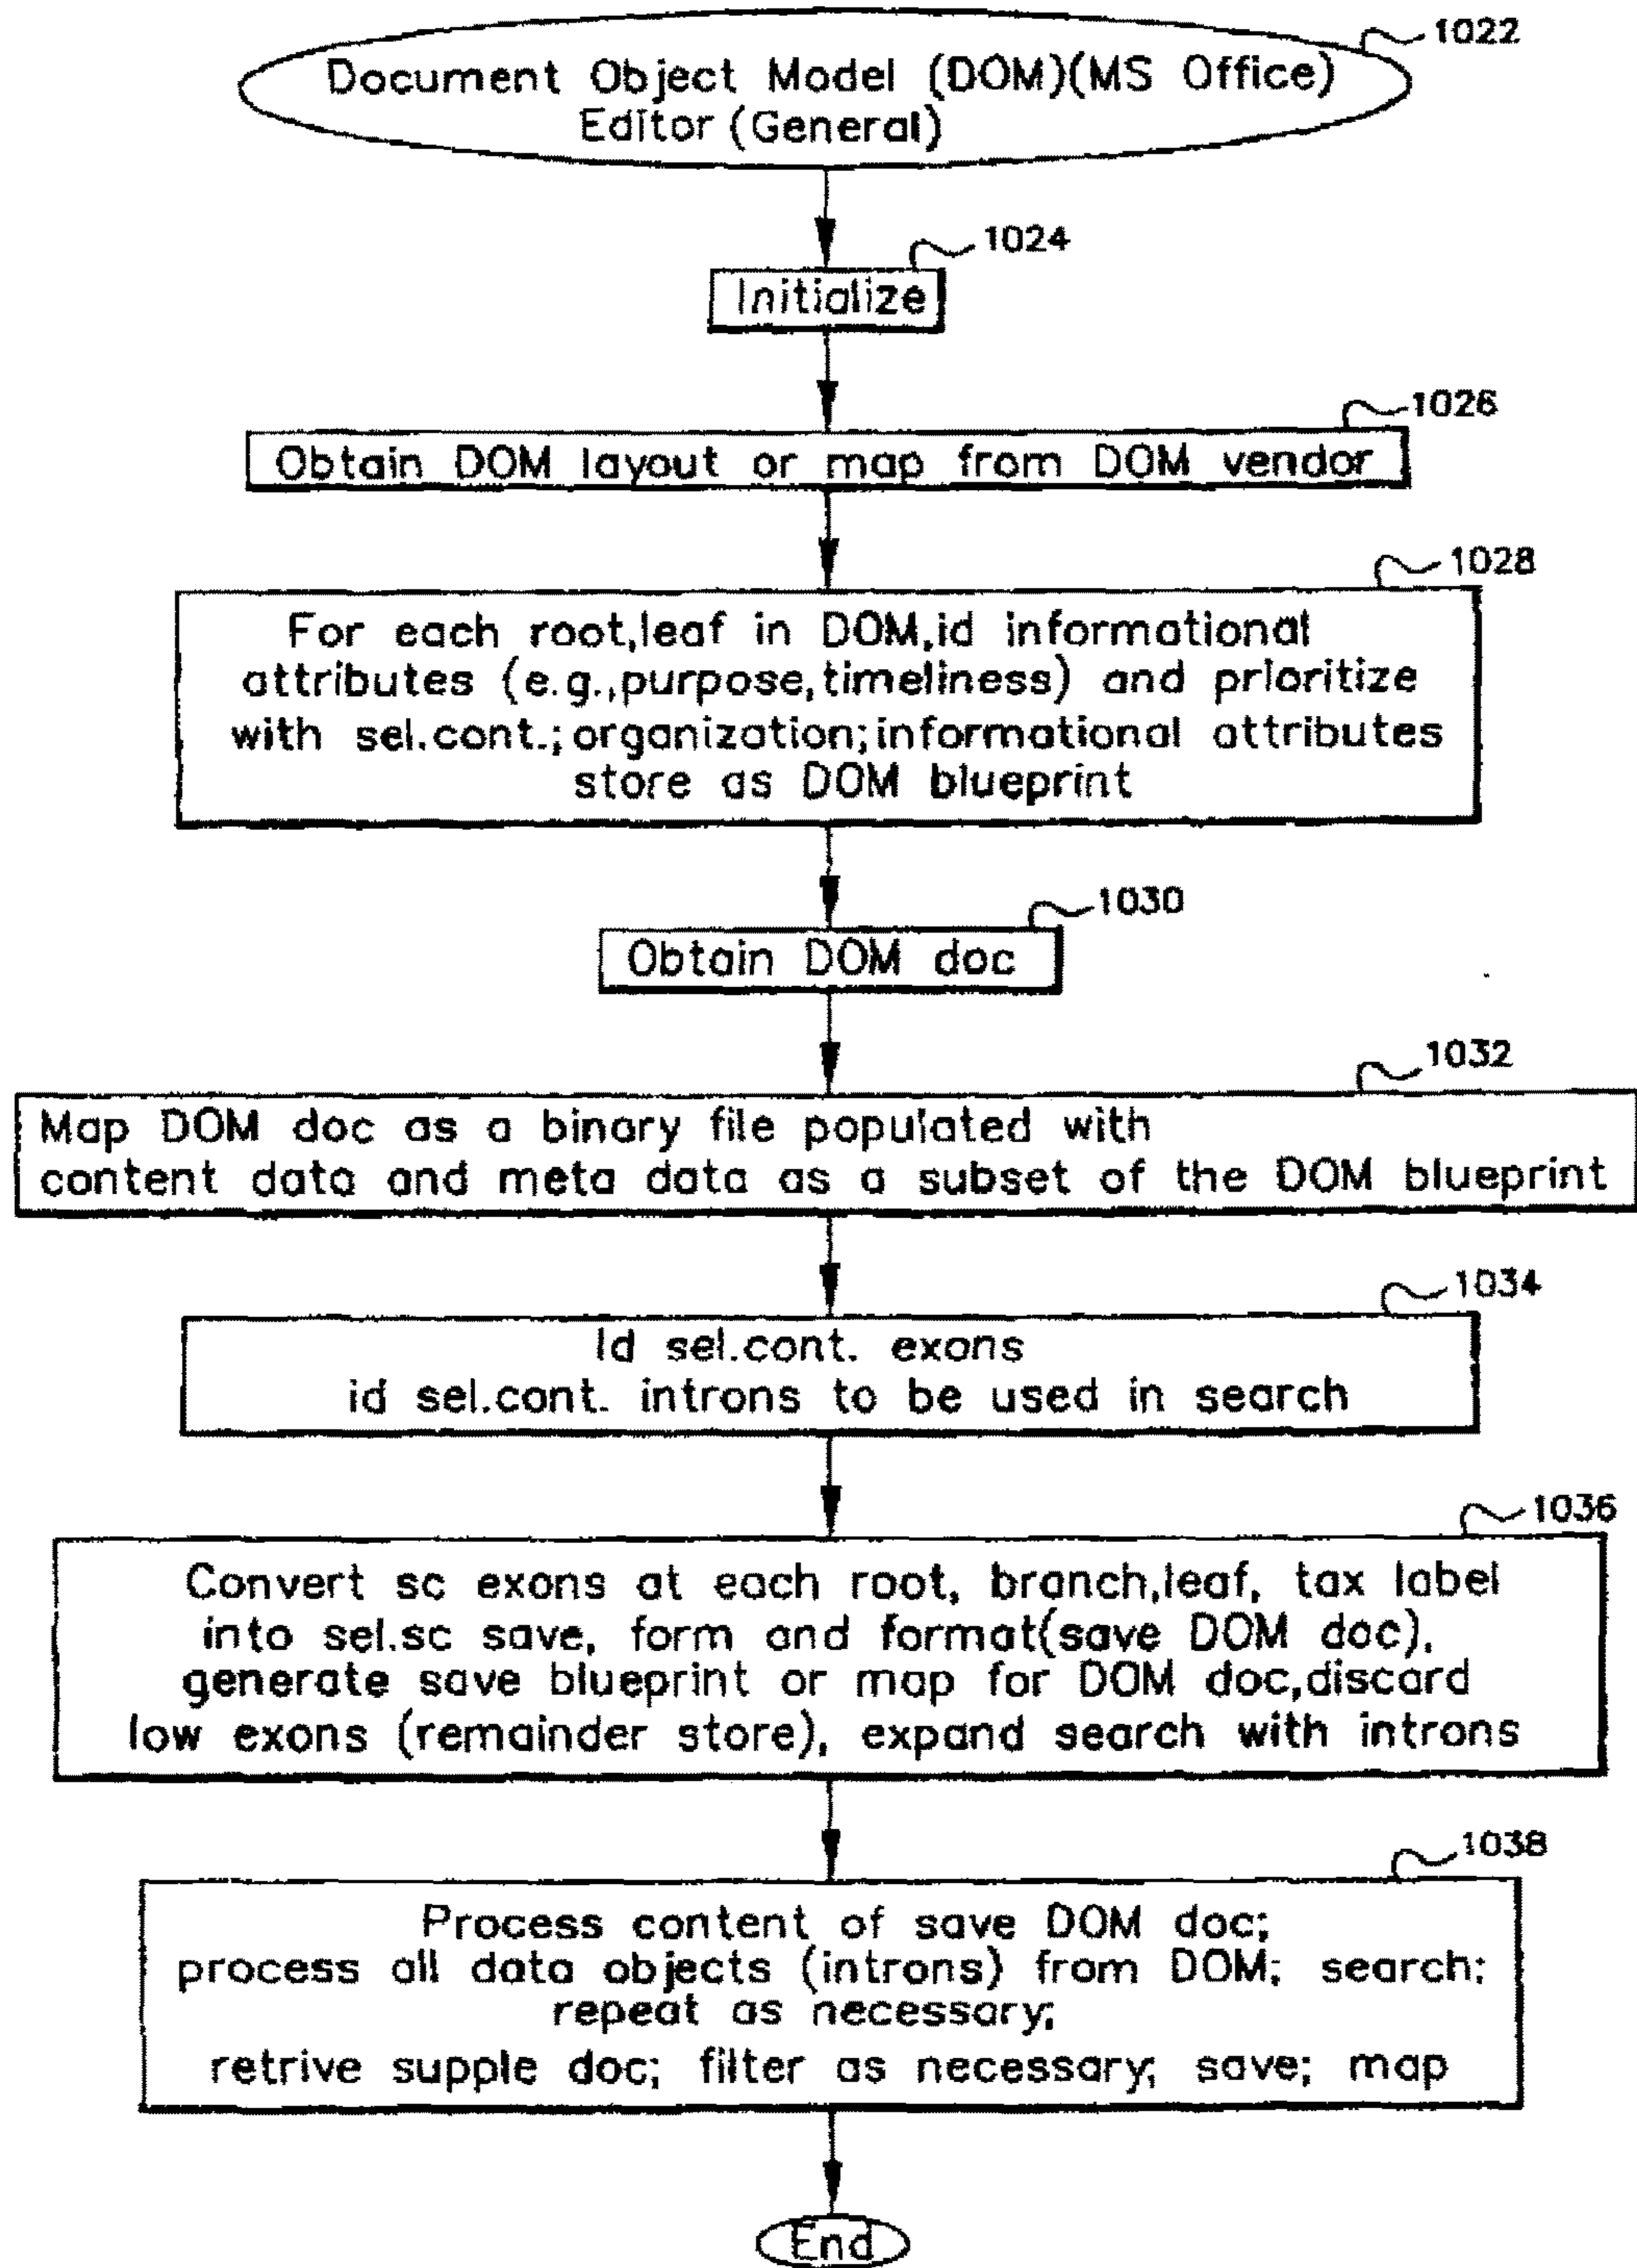 1022
Document Object Model (DOM)(MS Office)
Editor (General)
1024
Initialize
1026
Obtain DOM layout or map from DOM vendor
1028
For each root,leaf in DOM,id informational
attributes (e.g.,purpose,timeliness) and prioritize
with sel.cont.;organization;informational attributes
store as DOM blueprint
1030
Obtain DOM doc
1032
Map DOM doc as a binary file populated with
content data and meta data as a subset of the DOM blueprint
1034
Id sel.cont. exons
id sel.cont. introns to be used in search
1036
Convert sc exons at each root, branch,leaf, tax label
into sel.sc save, form and format(save DOM doc),
generate save blueprint or map for DOM doc,discard
low exons (remainder store), expand search with introns
1038
Process content of save DOM doc;
process all data objects (introns) from DOM; search;
repeat as necessary;
retrive supple doc; filter as necessary; save; map
End